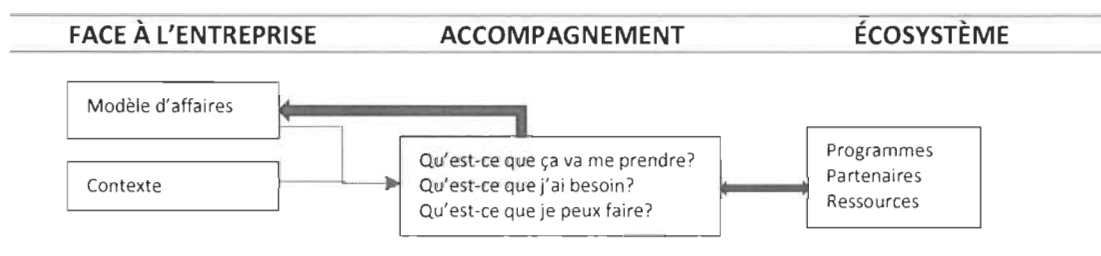 FACE À L'ENTREPRISE
ACCOMPAGNEMENT
ÉCOSYSTÈME
Modèle d'affaires
Contexte
Qu'est-ce que ça va me prendre?
Qu'est-ce que j'ai besoin?
Qu'est-ce que je peux faire?
Programmes
Partenaires
Ressources